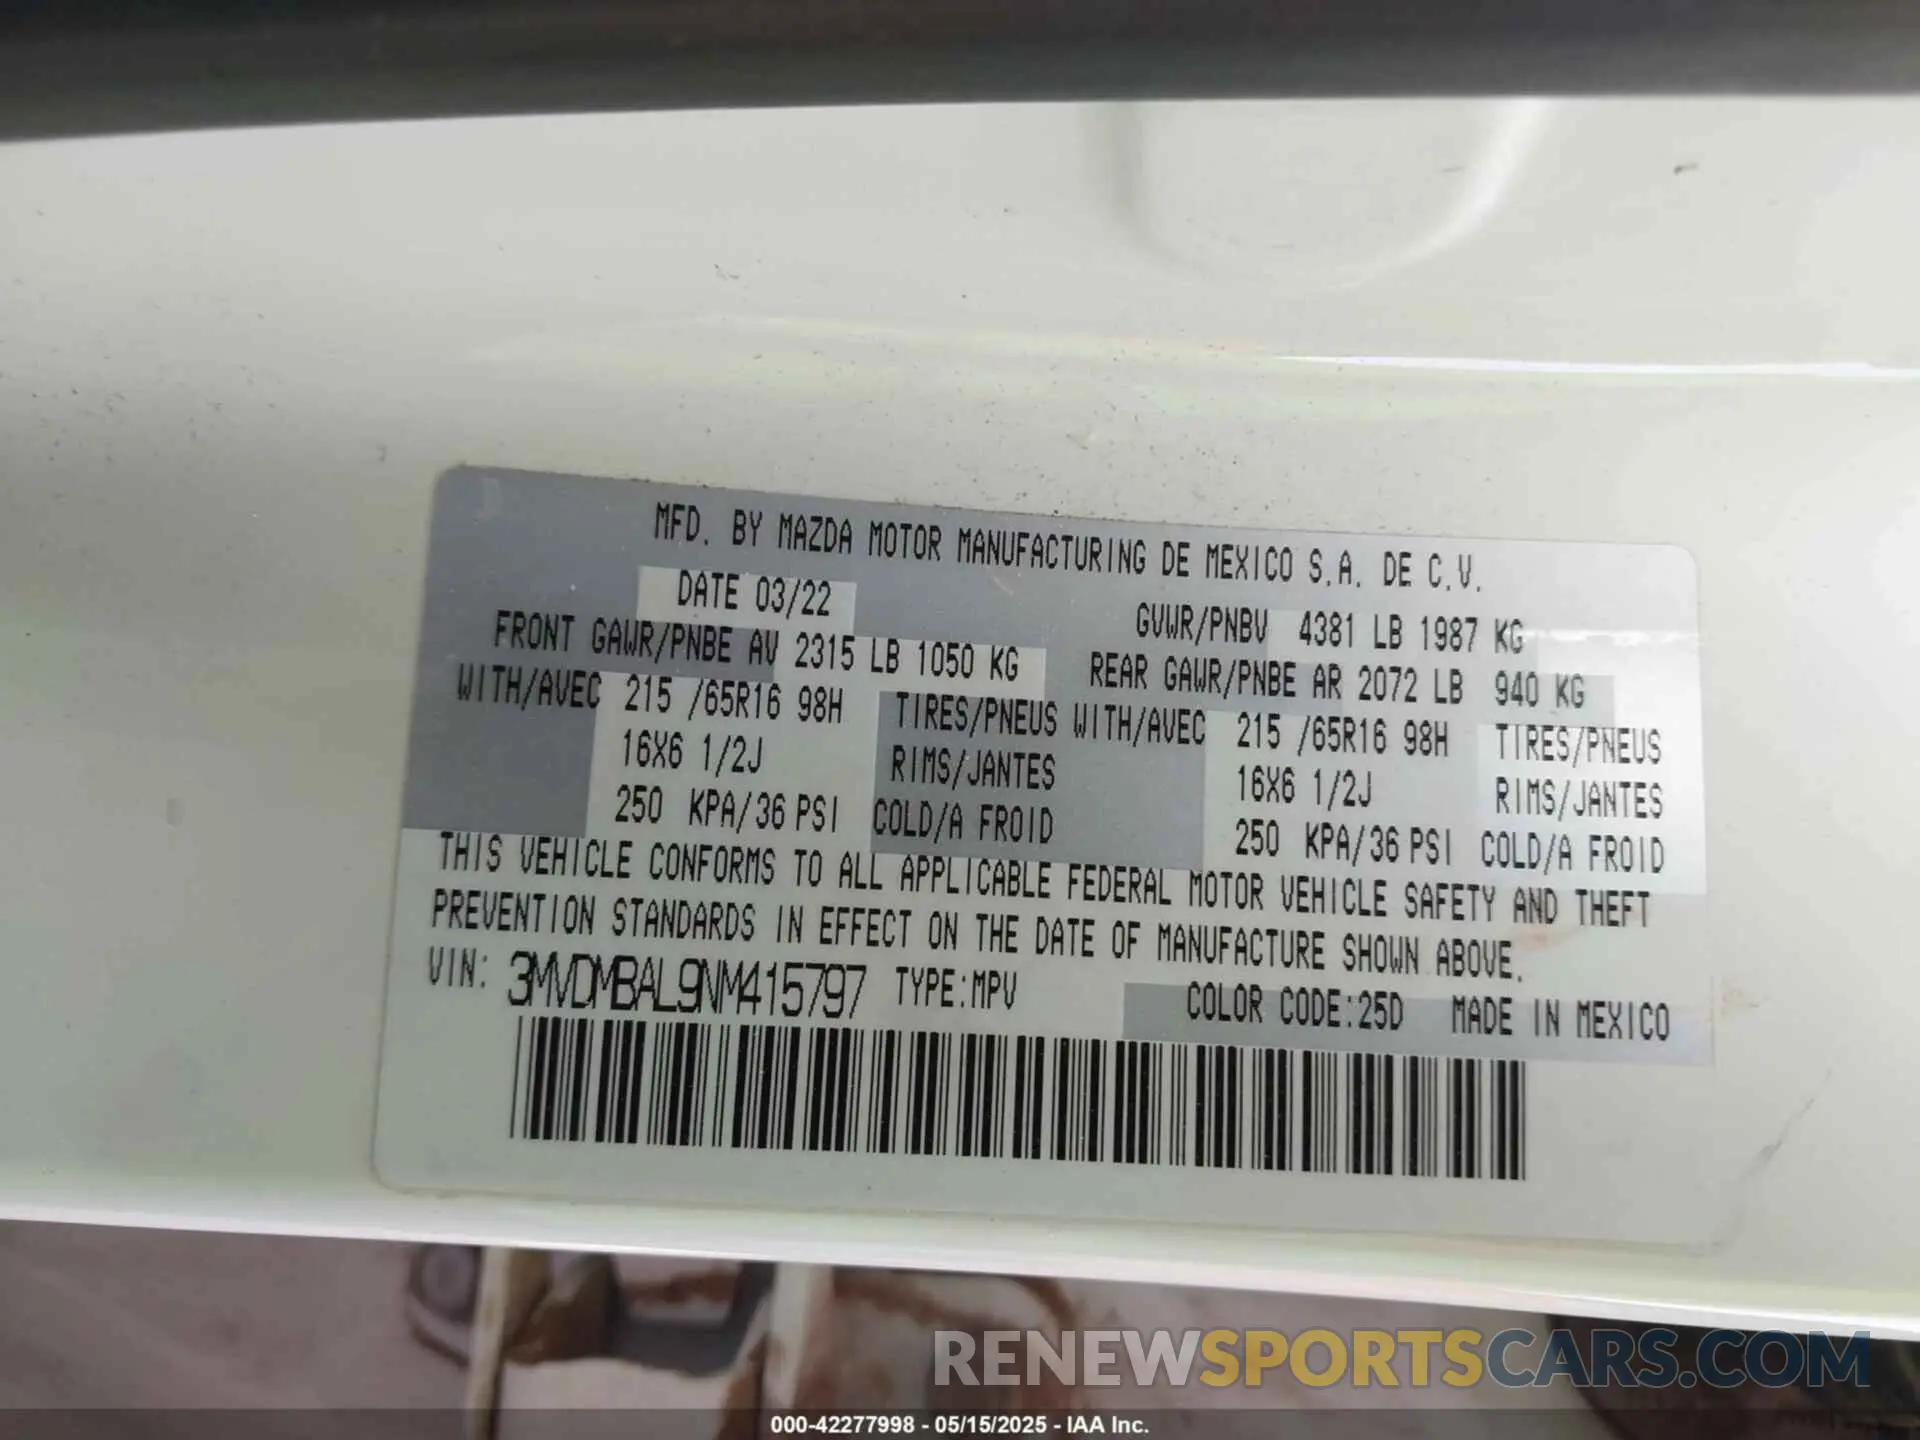 MFD. BY MAZDA MOTOR MANUFACTURING DE MEXICO S.A. DE C.V.
DATE 03/22 GVWR/PNBV 4381 LB 1987 KG
FRONT GAWR/PNBE AV 2315 LB 1050 KG REAR GAWR/PNBE AR 2072 LB 940 KG
WITH/AVEC 215 /65R16 98H TIRES/PNEUS WITH/AVEC 215 /65R16 98H TIRES/PNEUS
16X6 1/2J RIMS/JANTES 16X6 1/2J RIMS/JANTES
250 KPA/36 PSI COLD/A FROID 250 KPA/36 PSI COLD/A FROID
THIS VEHICLE CONFORMS TO ALL APPLICABLE FEDERAL MOTOR VEHICLE SAFETY AND THEFT
PREVENTION STANDARDS IN EFFECT ON THE DATE OF MANUFACTURE SHOWN ABOVE.
VIN: 3MVDMBAL9NM415797 TYPE:MPV COLOR CODE:25D MADE IN MEXICO
RENEWSPORTSCARS.COM
000-42277998 - 05/15/2025 - IAA Inc.